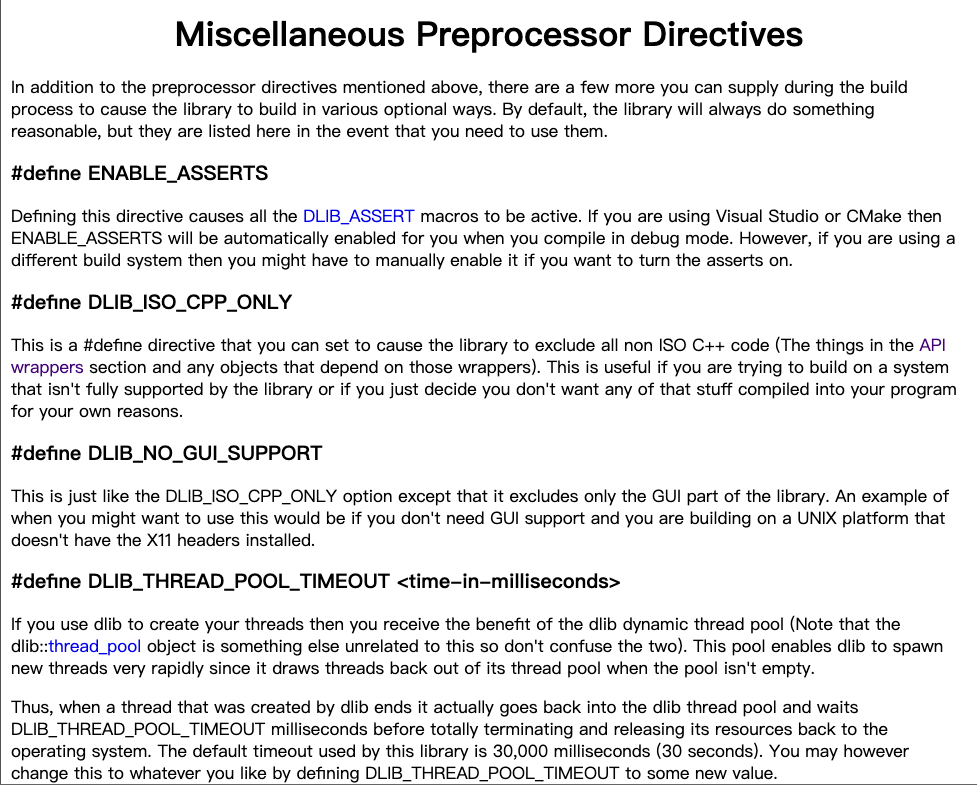 Miscellaneous Preprocessor Directives
In addition to the preprocessor directives mentioned above, there are a few more you can supply during the build
process to cause the library to build in various optional ways. By default, the library will always do something
reasonable, but they are listed here in the event that you need to use them.
#define ENABLE_ASSERTS
Defining this directive causes all the DLIB_ASSERT macros to be active. If you are using Visual Studio or CMake then
ENABLE_ASSERTS will be automatically enabled for you when you compile in debug mode. However, if you are using a
different build system then you might have to manually enable it if you want to turn the asserts on.
#define DLIB_ISO_CPP_ONLY
This is a #define directive that you can set to cause the library to exclude all non ISO C++ code (The things in the API
wrappers section and any objects that depend on those wrappers). This is useful if you are trying to build on a system
that isn't fully supported by the library or if you just decide you don't want any of that stuff compiled into your program
for your own reasons.
#define DLIB_NO_GUI_SUPPORT
This is just like the DLIB_ISO_CPP_ONLY option except that it excludes only the GUI part of the library. An example of
when you might want to use this would be if you don't need GUI support and you are building on a UNIX platform that
doesn't have the X11 headers installed.
#define DLIB_THREAD_POOL_TIMEOUT <time-in-milliseconds>
If you use dlib to create your threads then you receive the benefit of the dlib dynamic thread pool (Note that the
dlib::thread_pool object is something else unrelated to this so don't confuse the two). This pool enables dlib to spawn
new threads very rapidly since it draws threads back out of its thread pool when the pool isn't empty.
Thus, when a thread that was created by dlib ends it actually goes back into the dlib thread pool and waits
DLIB_THREAD_POOL_TIMEOUT milliseconds before totally terminating and releasing its resources back to the
operating system. The default timeout used by this library is 30,000 milliseconds (30 seconds). You may however
change this to whatever you like by defining DLIB_THREAD_POOL_TIMEOUT to some new value.